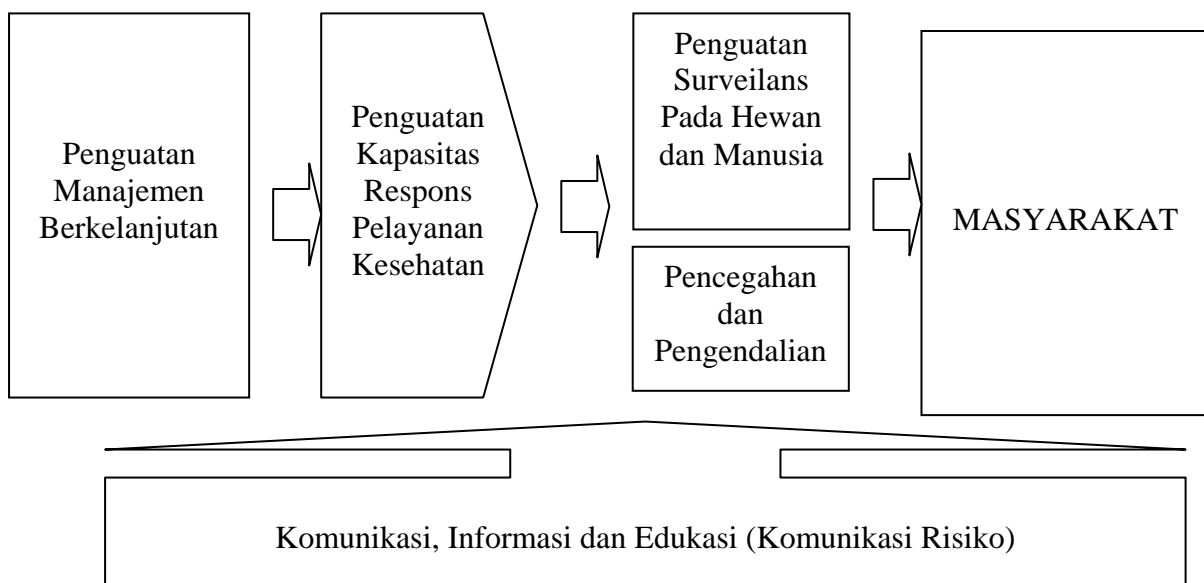 Penguatan
Manajemen
Berkelanjutan
Penguatan
Kapasitas
Respons
Pelayanan
Kesehatan
Penguatan
Surveilans
Pada Hewan
dan Manusia
Pencegahan
dan
Pengendalian
MASYARAKAT
Komunikasi, Informasi dan Edukasi (Komunikasi Risiko)